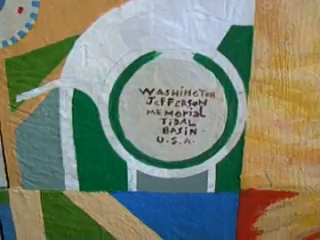 WASHINGTON
JEFFERSON
MEMORIAL
TIDAL
BASIN
U.S.A.